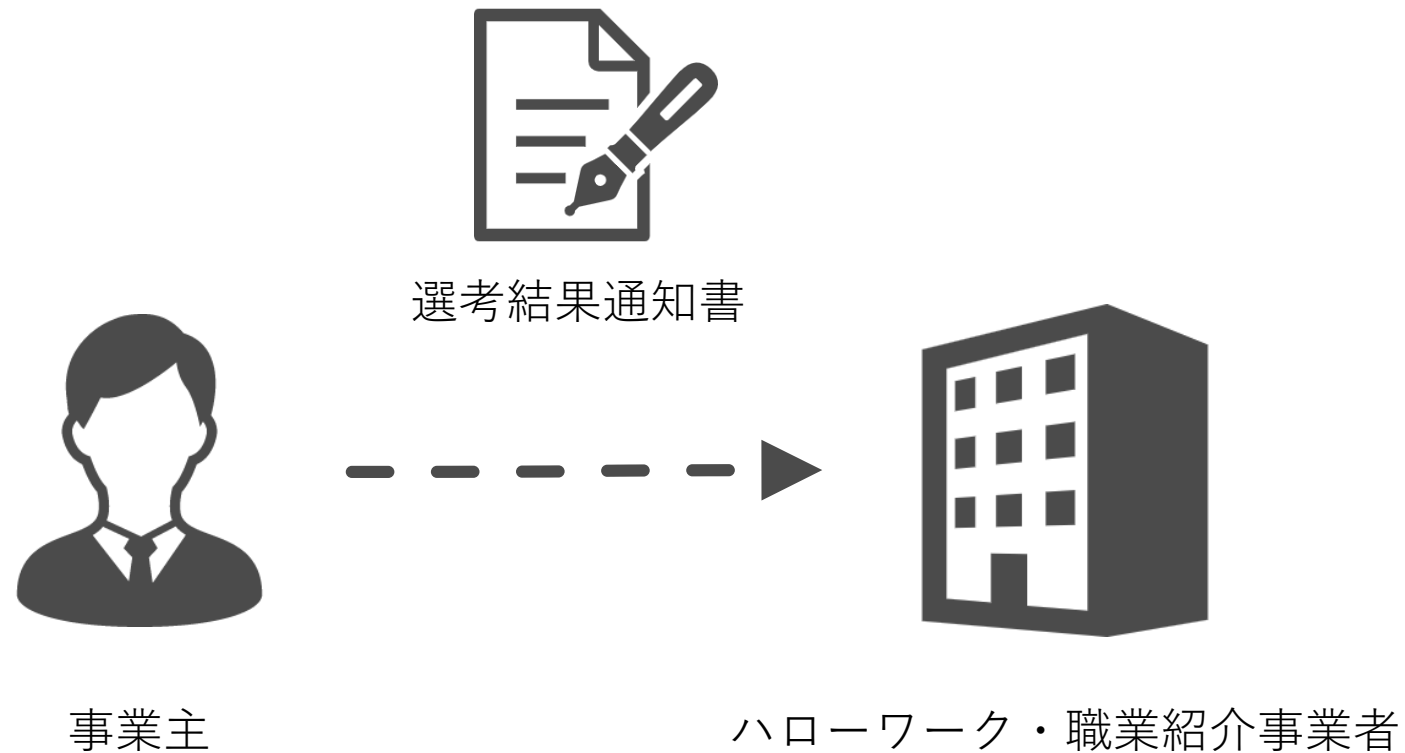 選考結果通知書
事業主
ハローワーク・職業紹介事業者